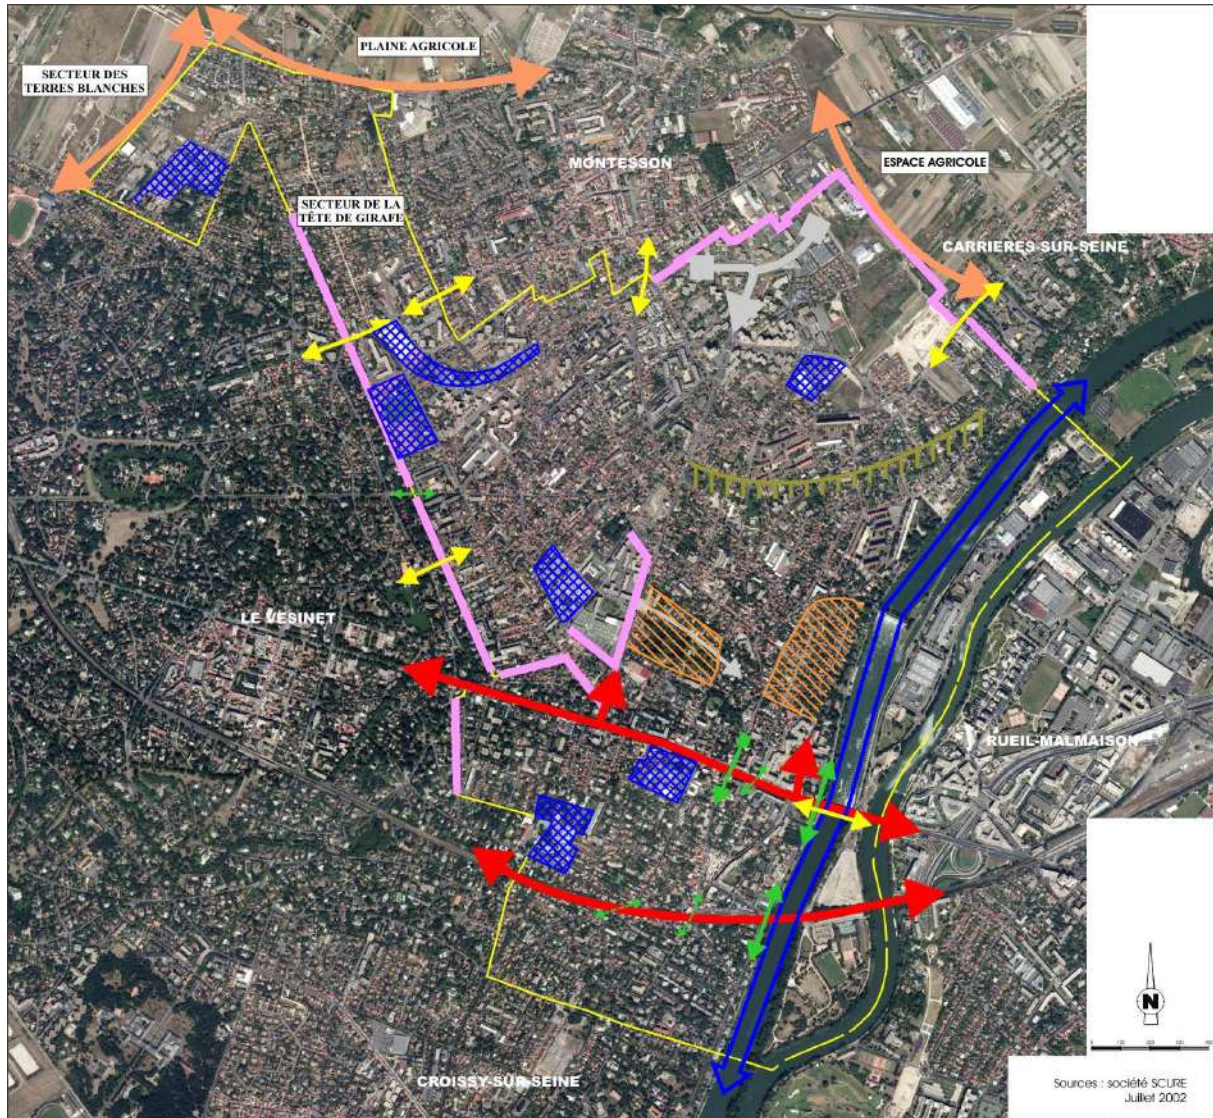 PLAINE AGRICOLE
SECTEUR DES
TERRES BLANCHES
MONTESSON
ESPACE AGRICOLE
SECTEUR DE LA
TÊTE DE GIRAFE
CARRIERES-SUR-SEINE
LE VESINET
RUEIL-MALMAISON
CROISSY-SUR-SEINE
N
Sources : société SCURE
Juillet 2002